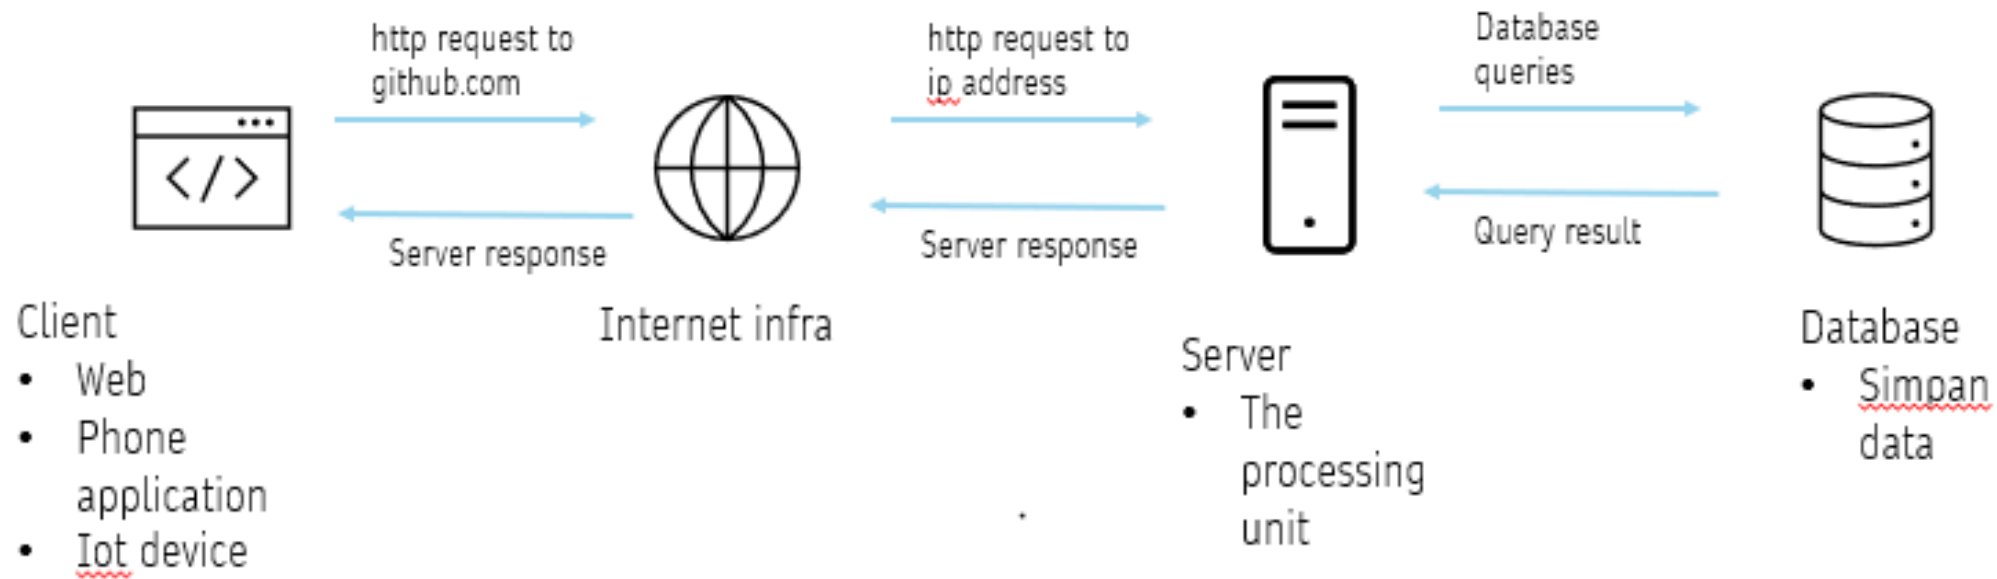 http request to
github.com
http request to
ip address
Database
queries
</>
Server response
Server response
Query result
Client
• Web
• Phone
application
• Iot device
Internet infra
Server
• The
processing
unit
Database
• Simpan
data